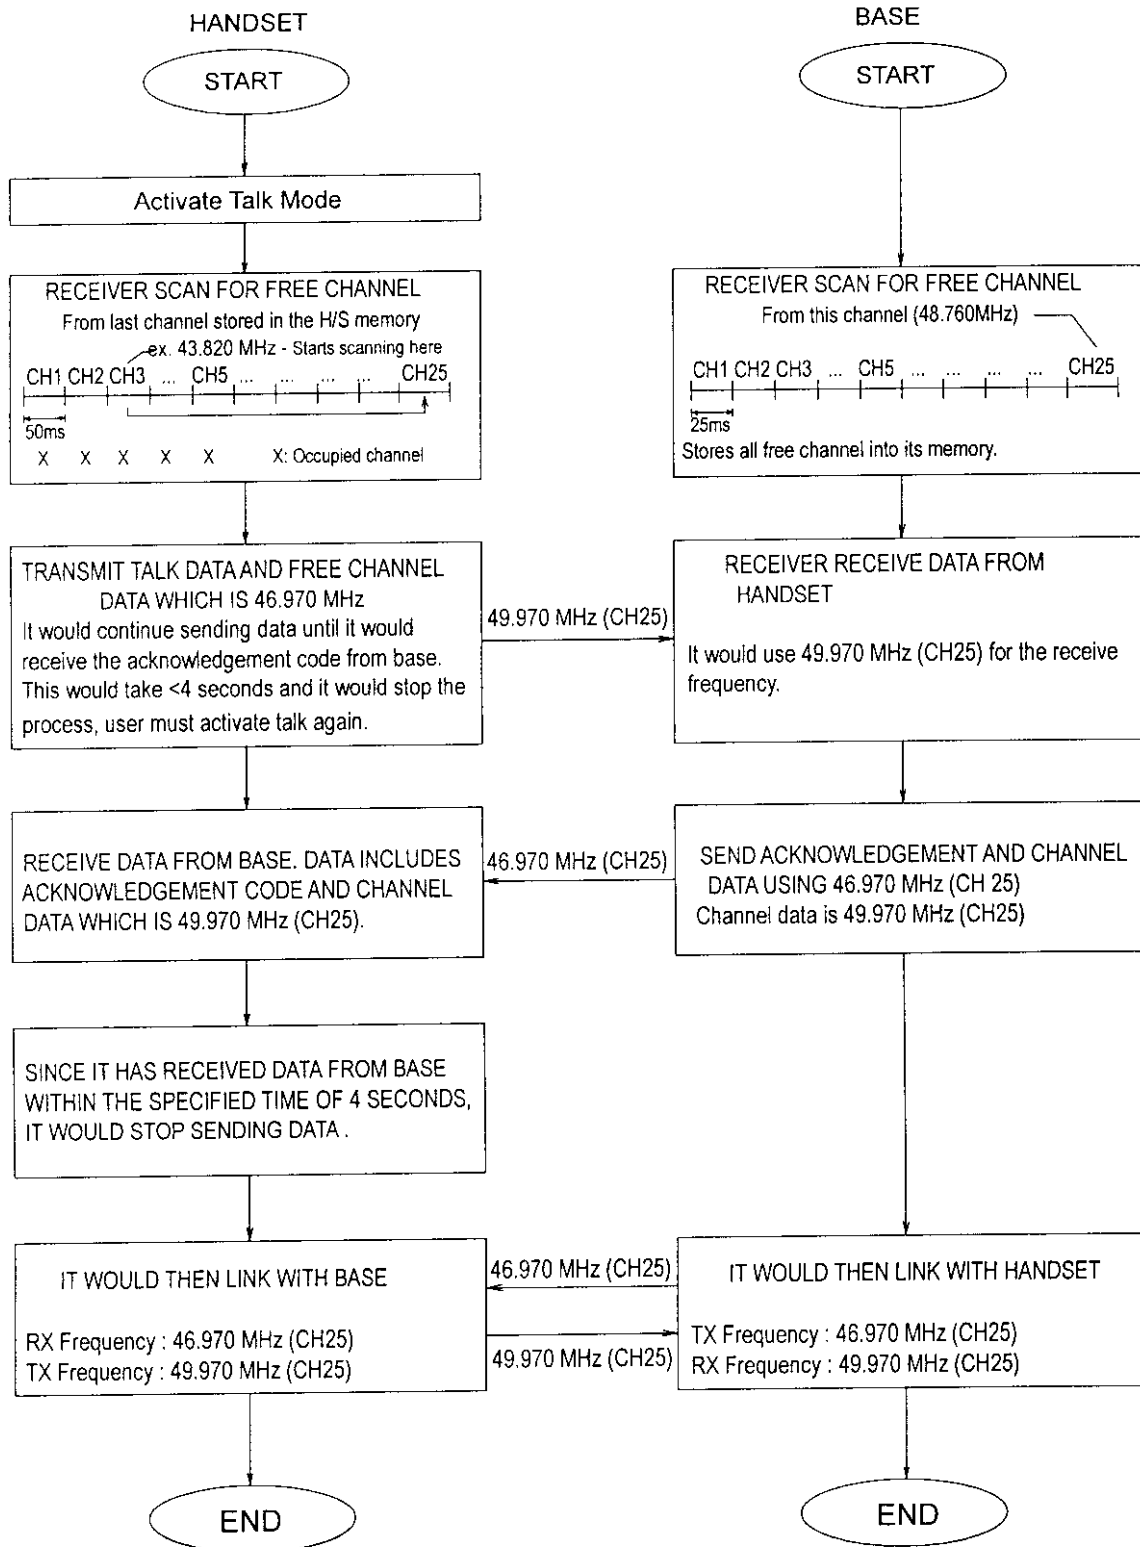 HANDSET
START
Activate Talk Mode
RECEIVER SCAN FOR FREE CHANNEL
From last channel stored in the H/S memory
ex. 43.820 MHz - Starts scanning here
CH1 CH2 CH3 ... CH5 ... ... ... ... CH25
50ms
X X X X X X: Occupied channel
TRANSMIT TALK DATA AND FREE CHANNEL
DATA WHICH IS 46.970 MHz
It would continue sending data until it would
receive the acknowledgement code from base.
This would take <4 seconds and it would stop the
process, user must activate talk again.
49.970 MHz (CH25)
RECEIVE DATA FROM BASE. DATA INCLUDES
ACKNOWLEDGEMENT CODE AND CHANNEL
DATA WHICH IS 49.970 MHz (CH25).
46.970 MHz (CH25)
SINCE IT HAS RECEIVED DATA FROM BASE
WITHIN THE SPECIFIED TIME OF 4 SECONDS,
IT WOULD STOP SENDING DATA .
IT WOULD THEN LINK WITH BASE
RX Frequency : 46.970 MHz (CH25)
TX Frequency : 49.970 MHz (CH25)
46.970 MHz (CH25)
49.970 MHz (CH25)
END
BASE
START
RECEIVER SCAN FOR FREE CHANNEL
From this channel (48.760MHz)
CH1 CH2 CH3 ... CH5 ... ... ... ... CH25
25ms
Stores all free channel into its memory.
RECEIVER RECEIVE DATA FROM
HANDSET
It would use 49.970 MHz (CH25) for the receive
frequency.
SEND ACKNOWLEDGEMENT AND CHANNEL
DATA USING 46.970 MHz (CH 25)
Channel data is 49.970 MHz (CH25)
IT WOULD THEN LINK WITH HANDSET
TX Frequency : 46.970 MHz (CH25)
RX Frequency : 49.970 MHz (CH25)
END